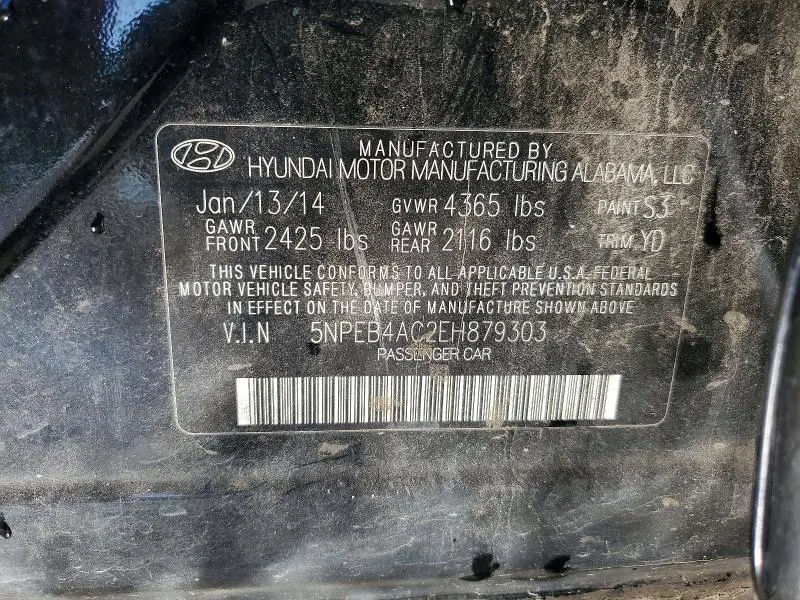 MANUFACTURED BY
HYUNDAI MOTOR MANUFACTURING ALABAMA, LLC
Jan/13/14 GVWR 4365 lbs PAINT S3
GAWR FRONT 2425 lbs GAWR REAR 2116 lbs TRIM YD
THIS VEHICLE CONFORMS TO ALL APPLICABLE U.S.A. FEDERAL
MOTOR VEHICLE SAFETY, BUMPER, AND THEFT PREVENTION STANDARDS
IN EFFECT ON THE DATE OF MANUFACTURE SHOWN ABOVE
V.I.N 5NPEB4AC2EH879303
PASSENGER CAR